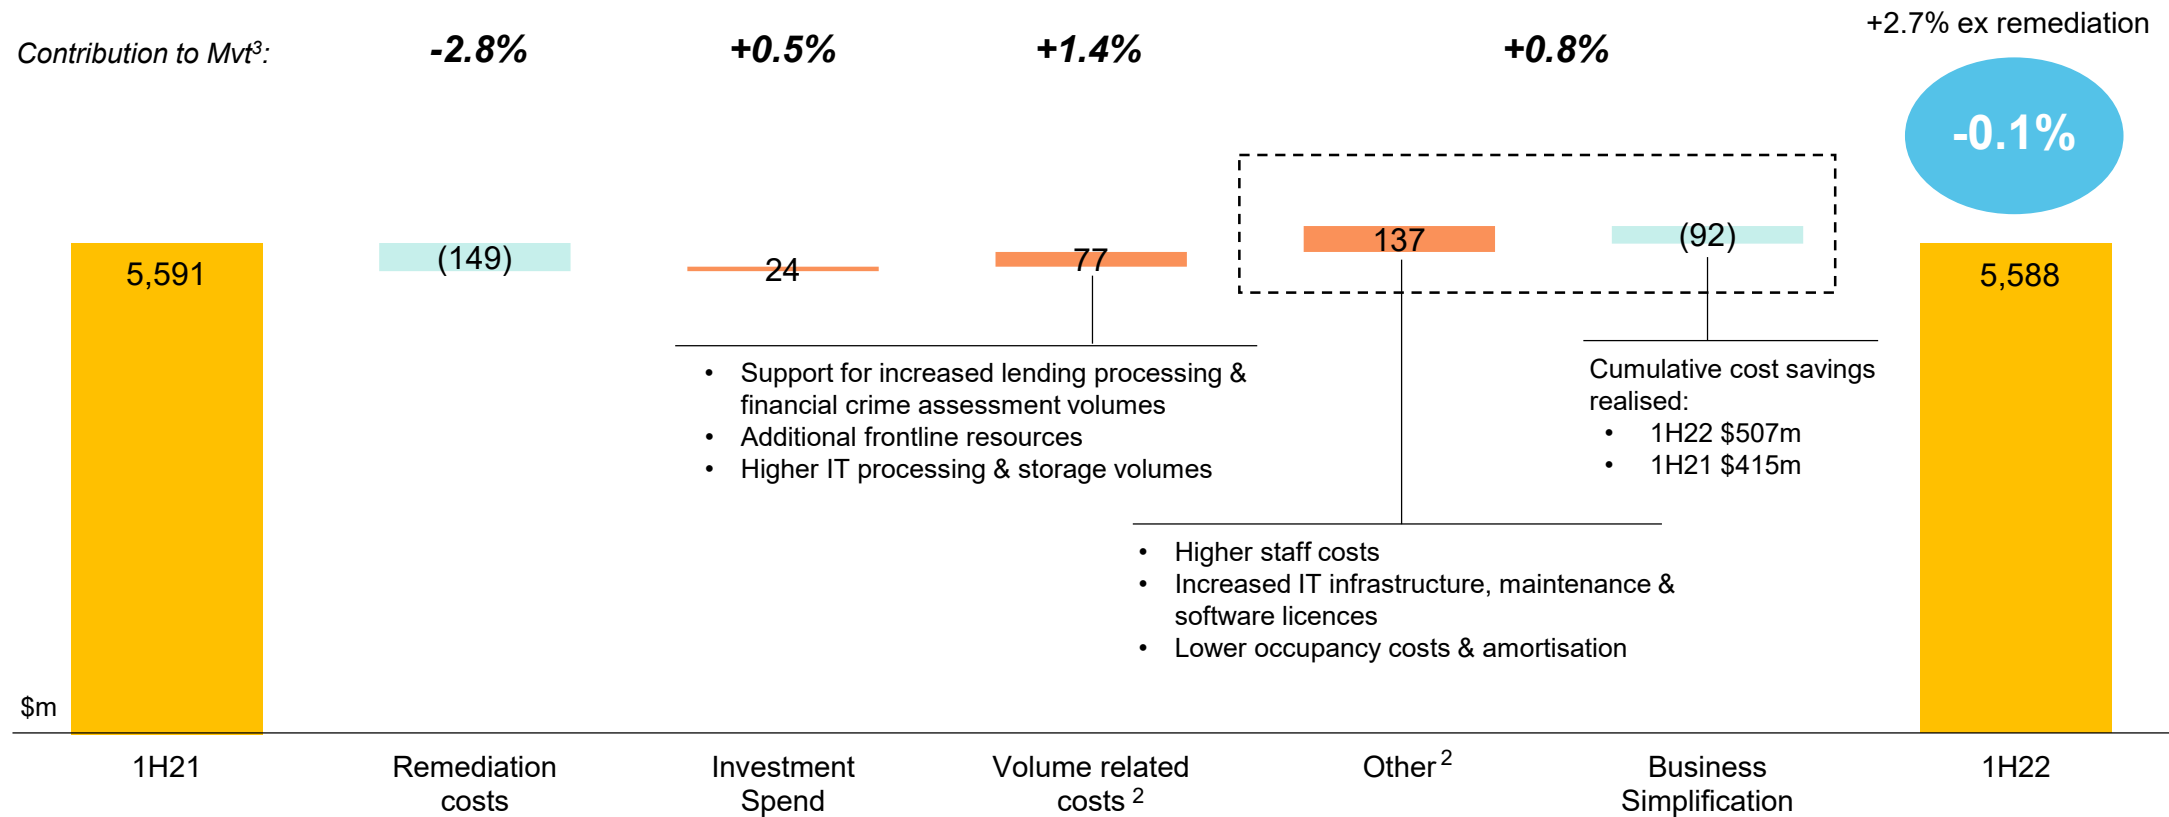 +2.7% ex remediation
Contribution to Mvt3: -2.8% +0.5% +1.4% +0.8%
-0.1%
5,591 (149) 24 77 137 (92) 5,588
• Support for increased lending processing &
financial crime assessment volumes
• Additional frontline resources
• Higher IT processing & storage volumes
Cumulative cost savings
realised:
• 1H22 $507m
• 1H21 $415m
• Higher staff costs
• Increased IT infrastructure, maintenance &
software licences
• Lower occupancy costs & amortisation
$m
1H21
Remediation
costs
Investment
Spend
Volume related
costs 2
Other 2
Business
Simplification
1H22